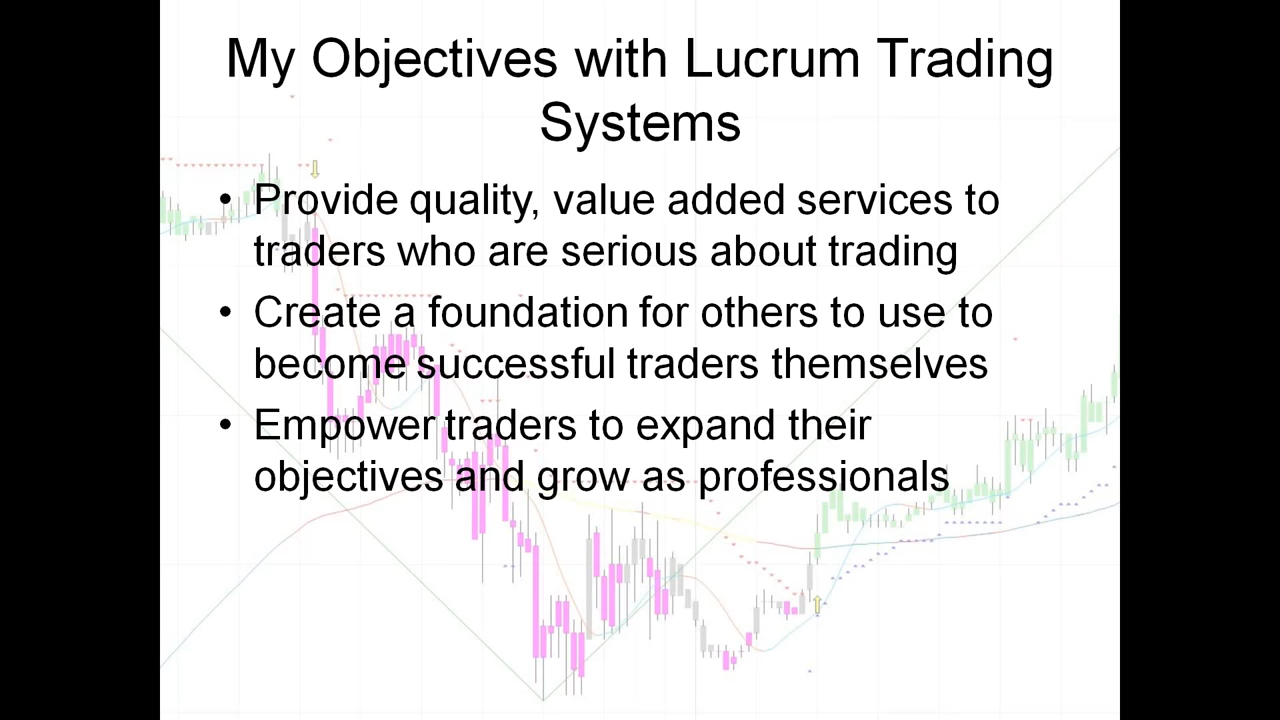 My Objectives with Lucrum Trading
Systems
• Provide quality, value added services to
traders who are serious about trading
• Create a foundation for others to use to
become successful traders themselves
• Empower traders to expand their
objectives and grow as professionals